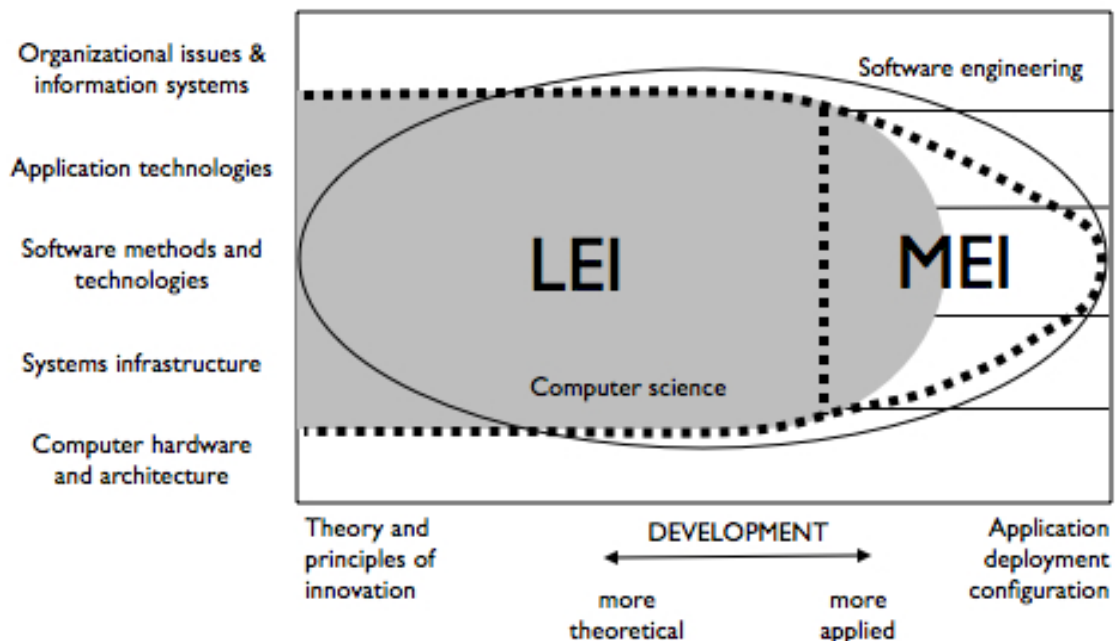 Organizational issues &
information systems
Software engineering
Application technologies
Software methods and
technologies
LEI
MEI
Systems infrastructure
Computer science
Computer hardware
and architecture
Theory and
principles of
innovation
DEVELOPMENT
more
theoretical
more
applied
Application
deployment
configuration